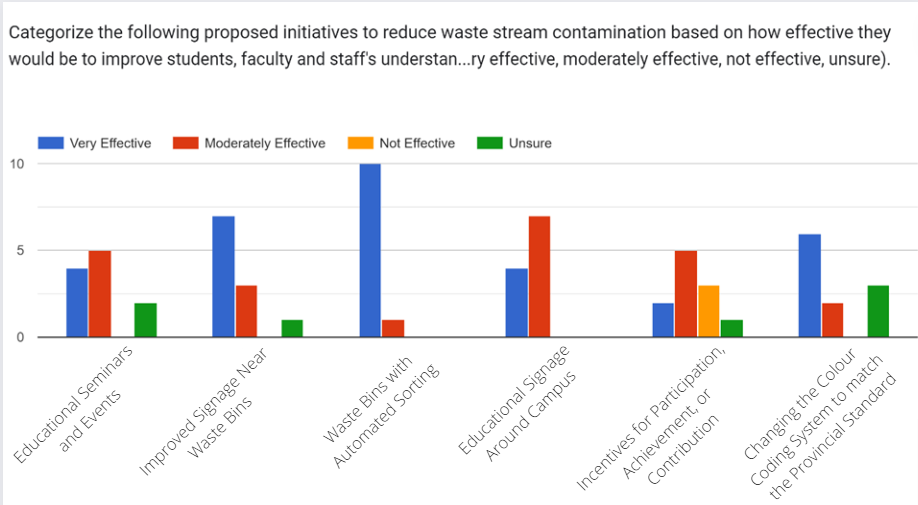 Categorize the following proposed initiatives to reduce waste stream contamination based on how effective they
would be to improve students, faculty and staff's understan...ry effective, moderately effective, not effective, unsure).
Very Effective
Moderately Effective
Not Effective
Unsure
10
5
0
Educational Seminars
and Events
Improved Signage Near
Waste Bins
Waste Bins with
Automated Sorting
Educational Signage
Around Campus
Incentives for Participation,
Achievement, or
Contribution
Changing the Colour
Coding System to match
the Provincial Standard